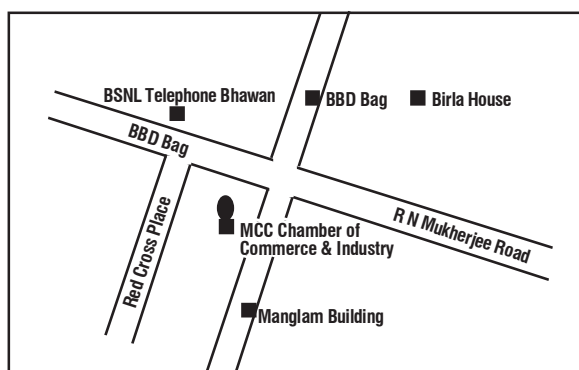 BSNL Telephone Bhawan
BBD Bag
Birla House
BBD Bag
Red Cross Place
MCC Chamber of
Commerce & Industry
R N Mukherjee Road
Manglam Building